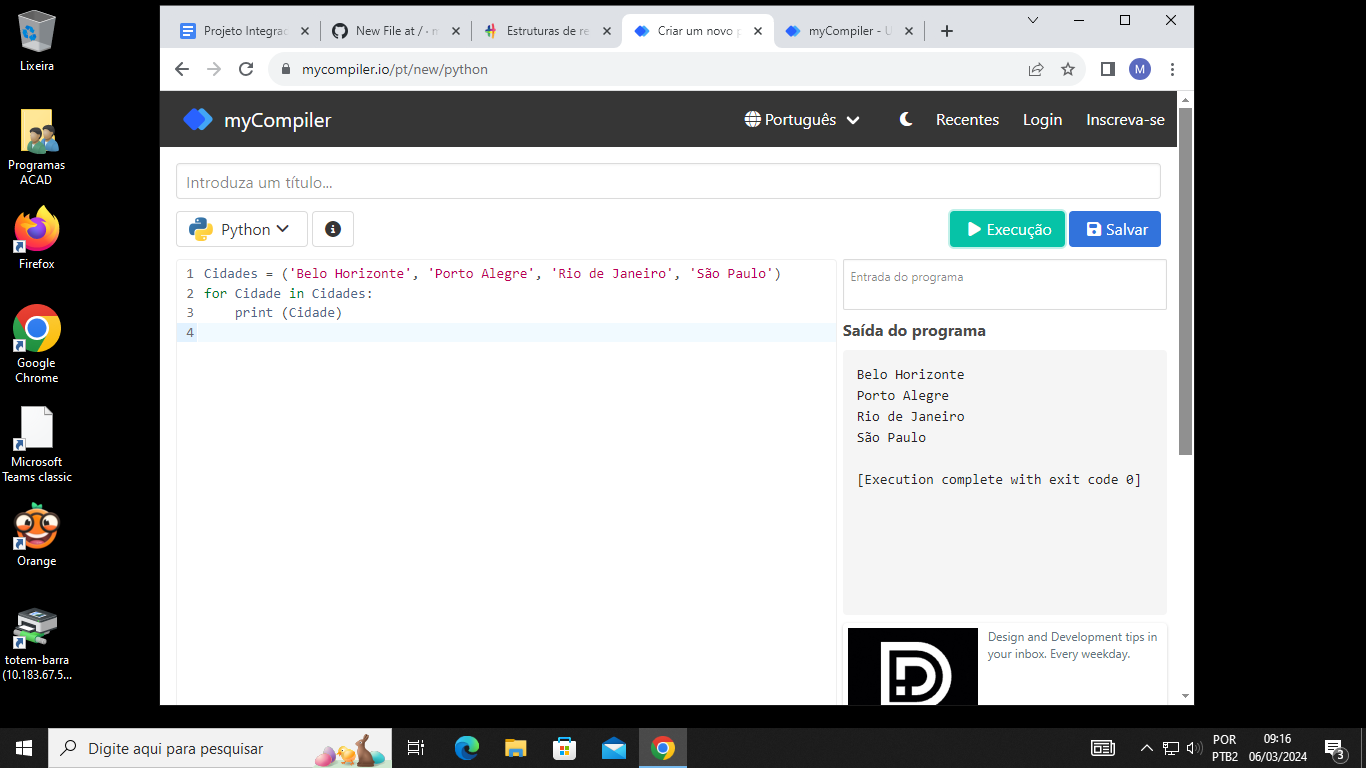 Lixeira
Programas
ACAD
Firefox
Google
Chrome
Microsoft
Teams classic
Orange
totem-barra
(10.183.67.5...
Projeto Integrac
New File at / · m
Estruturas de re
Criar um novo p
myCompiler - U
mycompiler.io/pt/new/python
M
myCompiler
Português
Recentes
Login
Inscreva-se
Introduza um título...
Python
Execução
Salvar
1 Cidades = ('Belo Horizonte', 'Porto Alegre', 'Rio de Janeiro', 'São Paulo')
2 for Cidade in Cidades:
3     print (Cidade)
4
Entrada do programa
Saída do programa
Belo Horizonte
Porto Alegre
Rio de Janeiro
São Paulo
[Execution complete with exit code 0]
Design and Development tips in
your inbox. Every weekday.
Digite aqui para pesquisar
POR
PTB2
09:16
06/03/2024
3